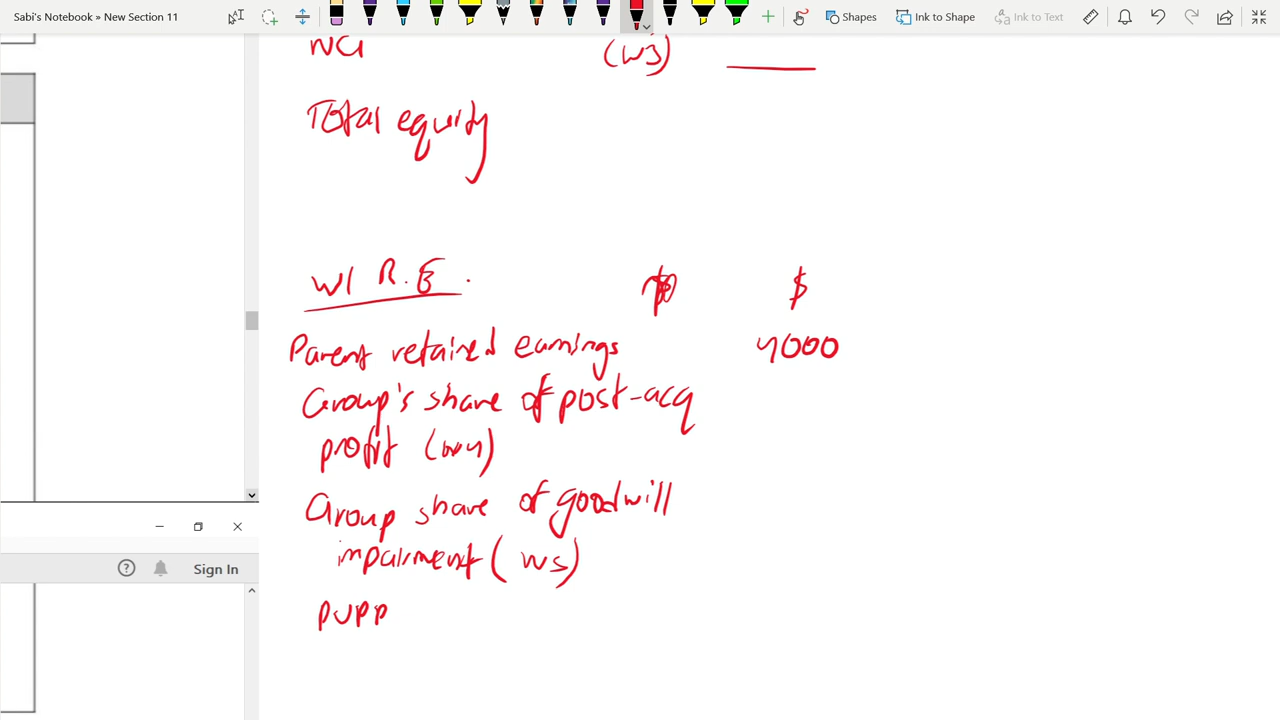 Sabi's Notebook » New Section 11
Shapes
Ink to Shape
Ink to Text
NCI
(W3)
Total equity
W1 R.E.
$
Parent retained earnings 4000
Group's share of post-acq
profit (W4)
Group share of goodwill
impairment (W5)
PUPP
Sign In